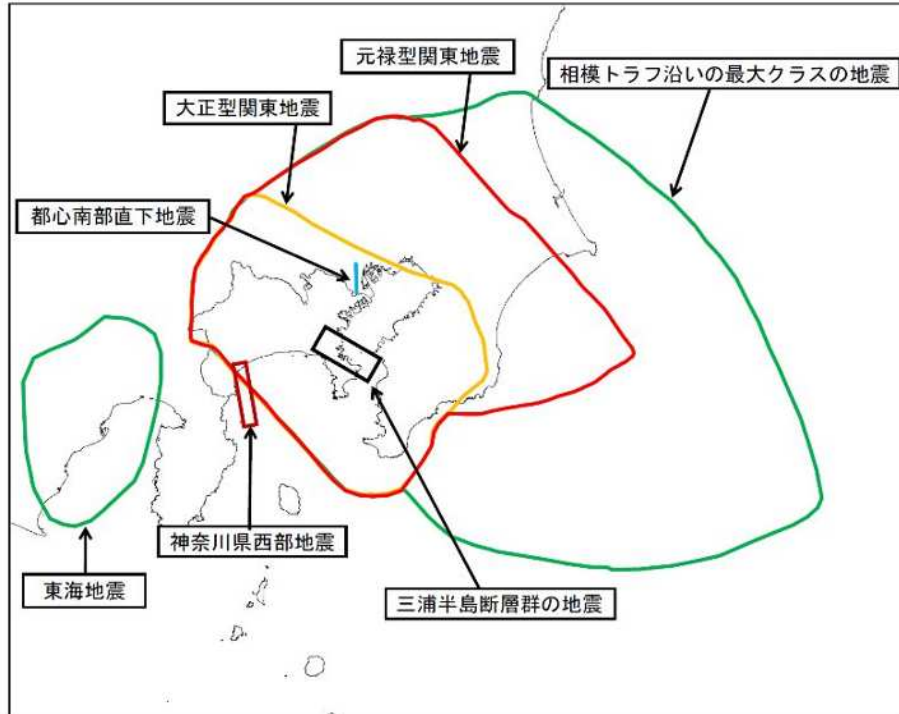 元禄型関東地震
相模トラフ沿いの最大クラスの地震
大正型関東地震
都心南部直下地震
神奈川県西部地震
東海地震
三浦半島断層群の地震